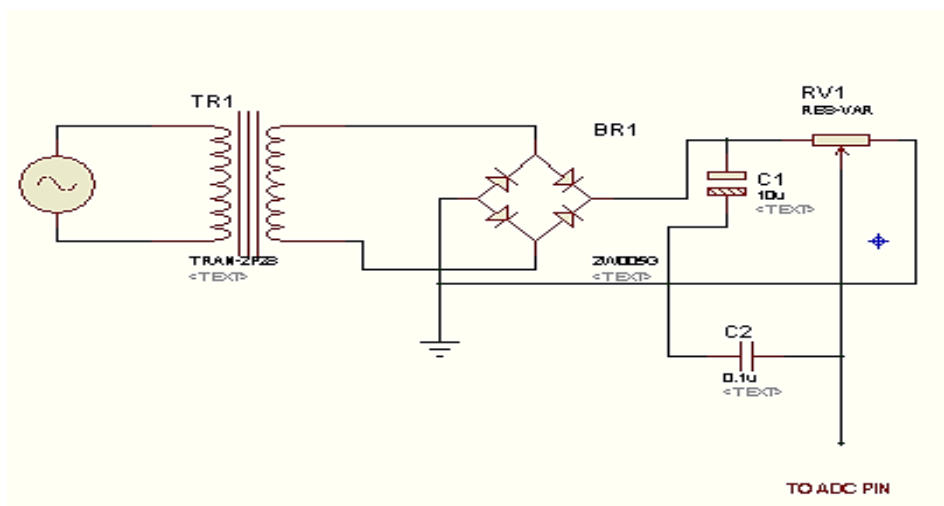 TR1
TRAN-2P2S
<TEXT>
BR1
2W005G
<TEXT>
C1
10u
<TEXT>
RV1
RES-VAR
C2
0.1u
<TEXT>
TO ADC PIN